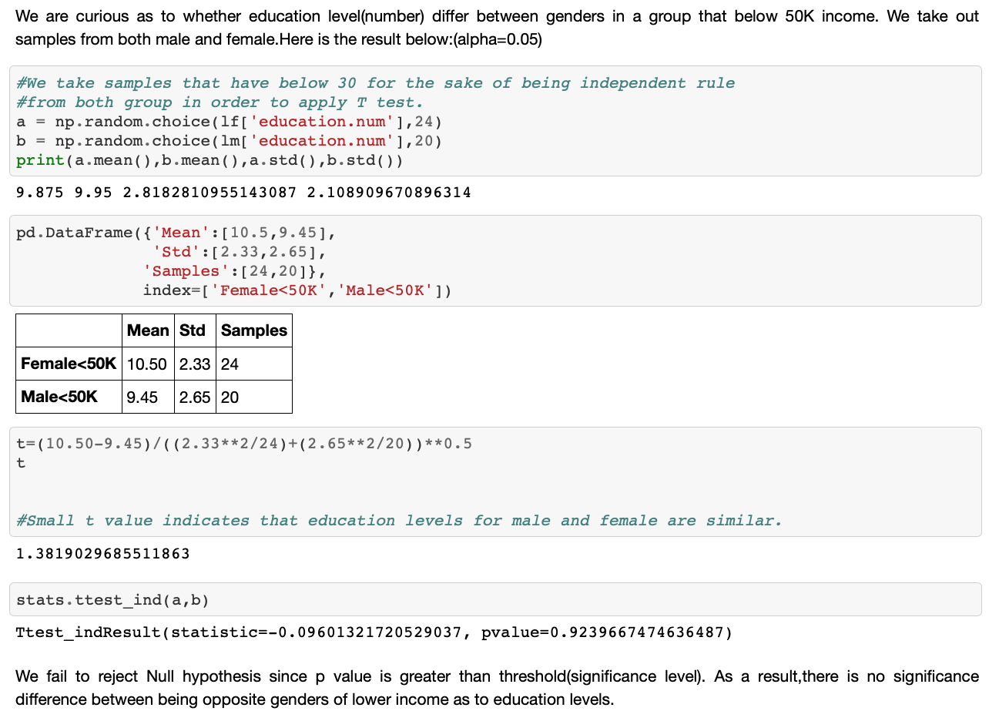 We are curious as to whether education level(number) differ between genders in a group that below 50K income. We take out
samples from both male and female.Here is the result below:(alpha=0.05)
#We take samples that have below 30 for the sake of being independent rule
#from both group in order to apply T test.
a = np.random.choice(lf['education.num'],24)
b = np.random.choice(lm['education.num'],20)
print(a.mean(),b.mean(),a.std(),b.std())
9.875 9.95 2.8182810955143087 2.108909670896314
pd.DataFrame({'Mean':[10.5,9.45],
'Std':[2.33,2.65],
'Samples':[24,20]},
index=['Female<50K','Male<50K'])
Mean Std Samples
Female<50K 10.50 2.33 24
Male<50K 9.45 2.65 20
t=(10.50-9.45)/((2.33**2/24)+(2.65**2/20))**0.5
t
#Small t value indicates that education levels for male and female are similar.
1.3819029685511863
stats.ttest_ind(a,b)
Ttest_indResult(statistic=-0.09601321720529037, pvalue=0.9239667474636487)
We fail to reject Null hypothesis since p value is greater than threshold(significance level). As a result,there is no significance
difference between being opposite genders of lower income as to education levels.